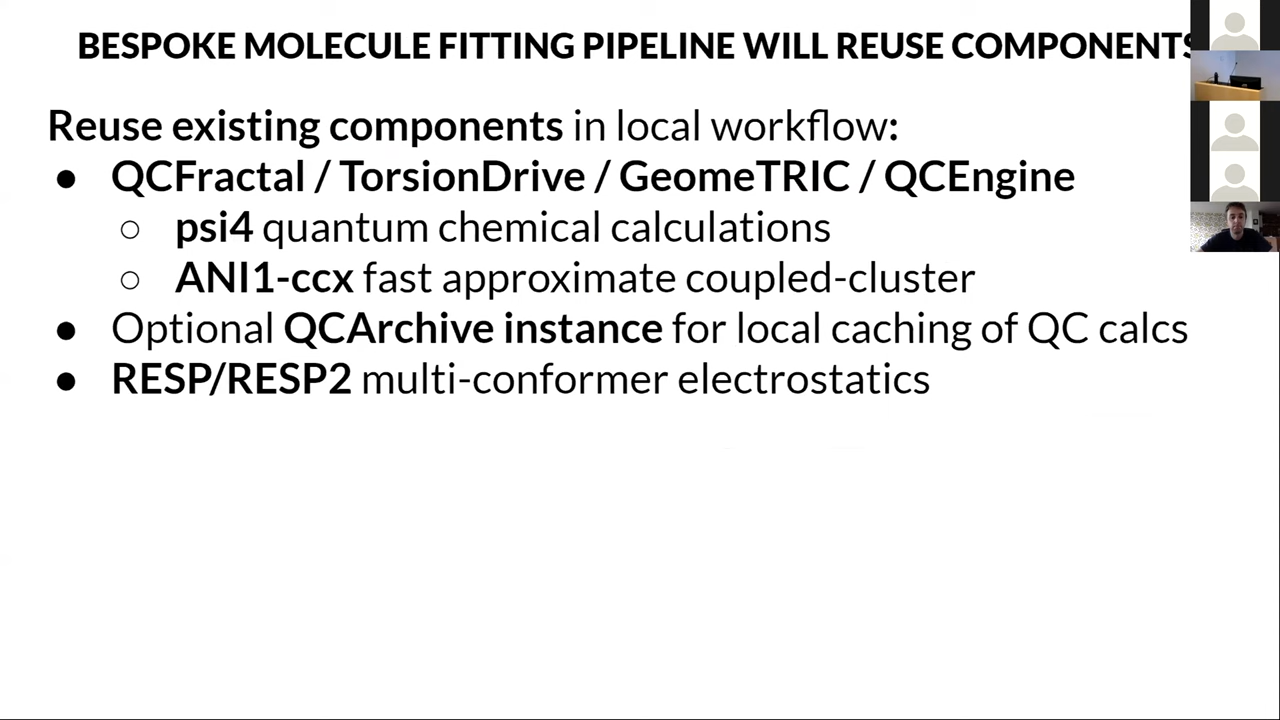 BESPOKE MOLECULE FITTING PIPELINE WILL REUSE COMPONENTS
Reuse existing components in local workflow:
● QCFractal / TorsionDrive / GeomeTRIC / QCEngine
○ psi4 quantum chemical calculations
○ ANI1-ccx fast approximate coupled-cluster
● Optional QCArchive instance for local caching of QC calcs
● RESP/RESP2 multi-conformer electrostatics